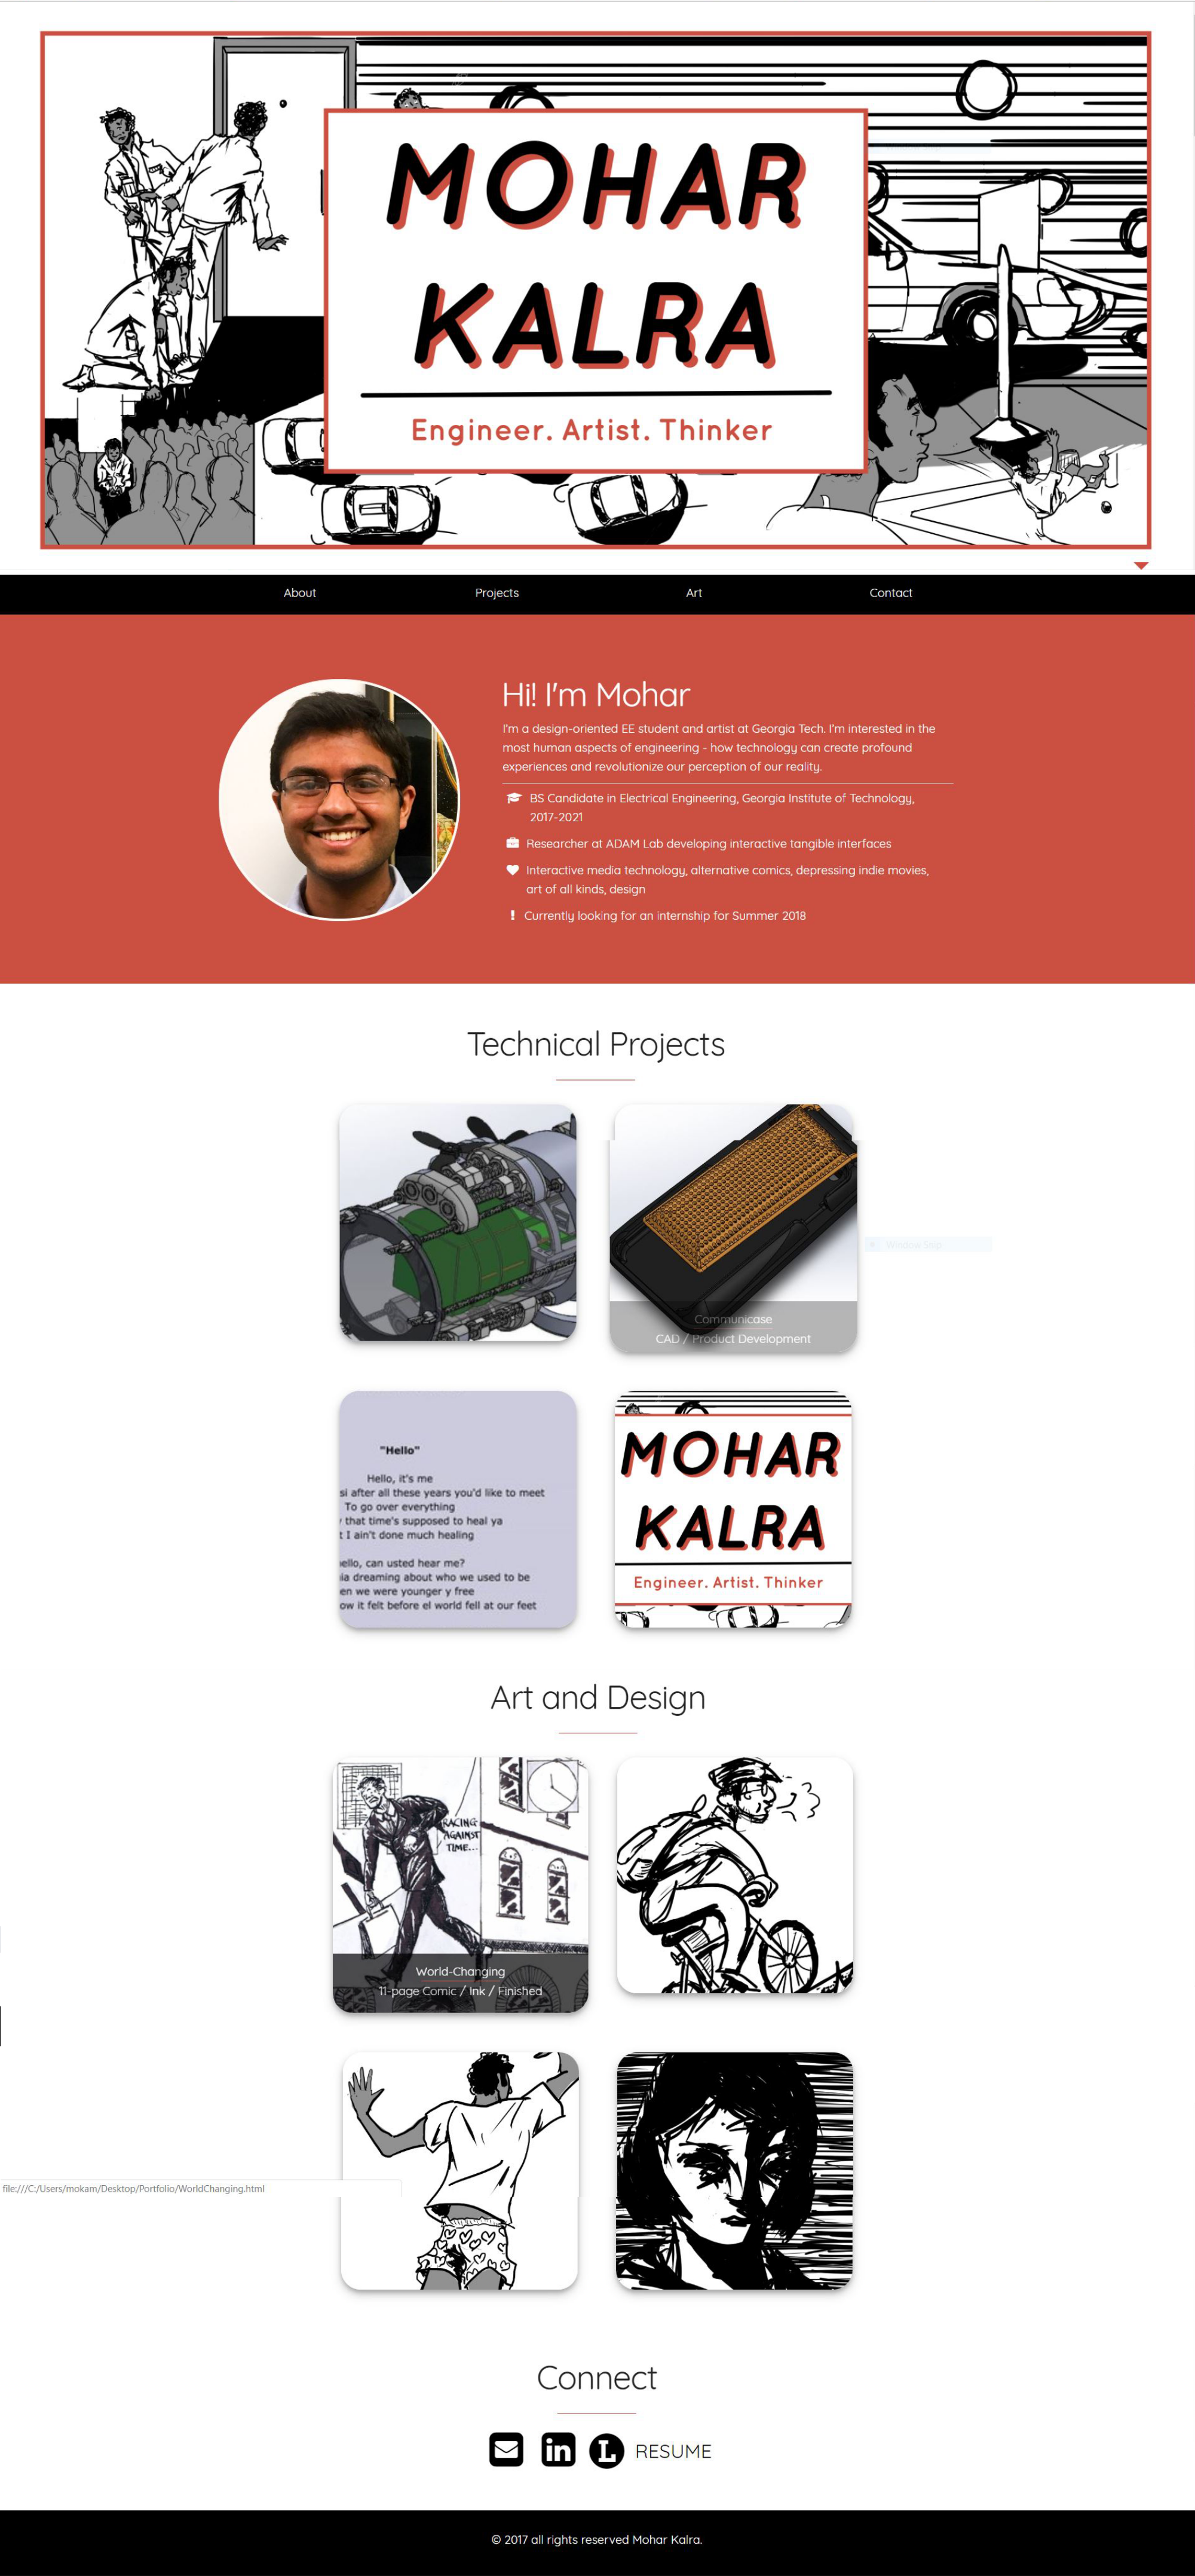 MOHAR
KALRA
Engineer. Artist. Thinker
About Projects Art Contact
Hi! I'm Mohar
I'm a design-oriented EE student and artist at Georgia Tech. I'm interested in the
most human aspects of engineering - how technology can create profound
experiences and revolutionize our perception of our reality.
BS Candidate in Electrical Engineering, Georgia Institute of Technology,
2017-2021
Researcher at ADAM Lab developing interactive tangible interfaces
Interactive media technology, alternative comics, depressing indie movies,
art of all kinds, design
Currently looking for an internship for Summer 2018
Technical Projects
Window Snip
Communicase
CAD / Product Development
"Hello"
Hello, it's me
si after all these years you'd like to meet
To go over everything
that time's supposed to heal ya
I ain't done much healing
ello, can usted hear me?
ia dreaming about who we used to be
en we were younger y free
ow it felt before el world fell at our feet
MOHAR
KALRA
Engineer. Artist. Thinker
Art and Design
RACING
AGAINST
TIME...
World-Changing
11-page Comic / Ink / Finished
file:///C:/Users/mokam/Desktop/Portfolio/WorldChanging.html
Connect
in L RESUME
© 2017 all rights reserved Mohar Kalra.